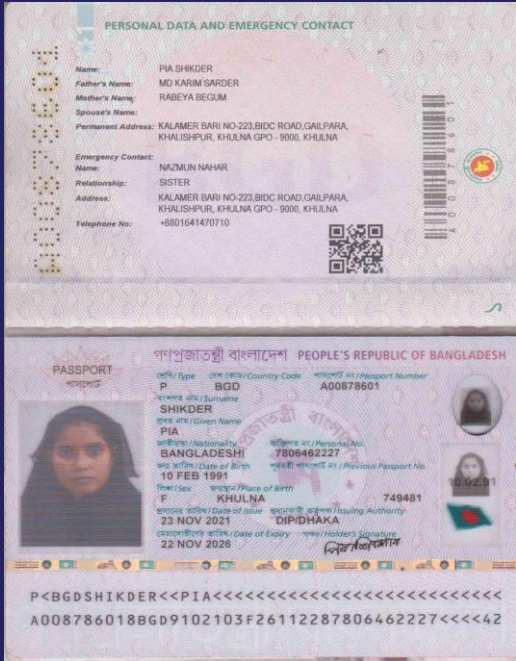 PERSONAL DATA AND EMERGENCY CONTACT
Name: PIA SHIKDER
Father's Name: MD KARIM SARDER
Mother's Name: RABEYA BEGUM
Spouse's Name:
Permanent Address: KALAMER BARI NO-223,BIDC ROAD,GAILPARA,
KHALISHPUR, KHULNA GPO - 9000, KHULNA
Emergency Contact:
Name: NAZMUN NAHAR
Relationship: SISTER
Address: KALAMER BARI NO-223,BIDC ROAD,GAILPARA,
KHALISHPUR, KHULNA GPO - 9000, KHULNA
Telephone No: +8801641470710
A00878601
A00878601
গণপ্রজাতন্ত্রী বাংলাদেশ PEOPLE'S REPUBLIC OF BANGLADESH
PASSPORT
পাসপোর্ট
শ্রেণি/Type দেশ কোড/Country Code পাসপোর্ট নং/Passport Number
P BGD A00878601
বংশগত নাম/Surname
SHIKDER
প্রদত্ত নাম/Given Name
PIA
জাতীয়তা/Nationality ব্যক্তিগত নং/Personal No.
BANGLADESHI 7806462227
জন্ম তারিখ/Date of Birth পূর্ববর্তী পাসপোর্ট নং/Previous Passport No.
10 FEB 1991
লিঙ্গ/Sex জন্মস্থান/Place of Birth
F KHULNA 749481
প্রদানের তারিখ/Date of Issue প্রদানকারী কর্তৃপক্ষ/Issuing Authority
23 NOV 2021 DIP/DHAKA
মেয়াদোত্তীর্ণের তারিখ/Date of Expiry স্বাক্ষর/Holder's Signature
22 NOV 2026
10.02.91
P<BGDSHIKDER<<PIA<<<<<<<<<<<<<<<<<<<<<<<<<<<
A008786018BGD9102103F26112287806462227<<<<42